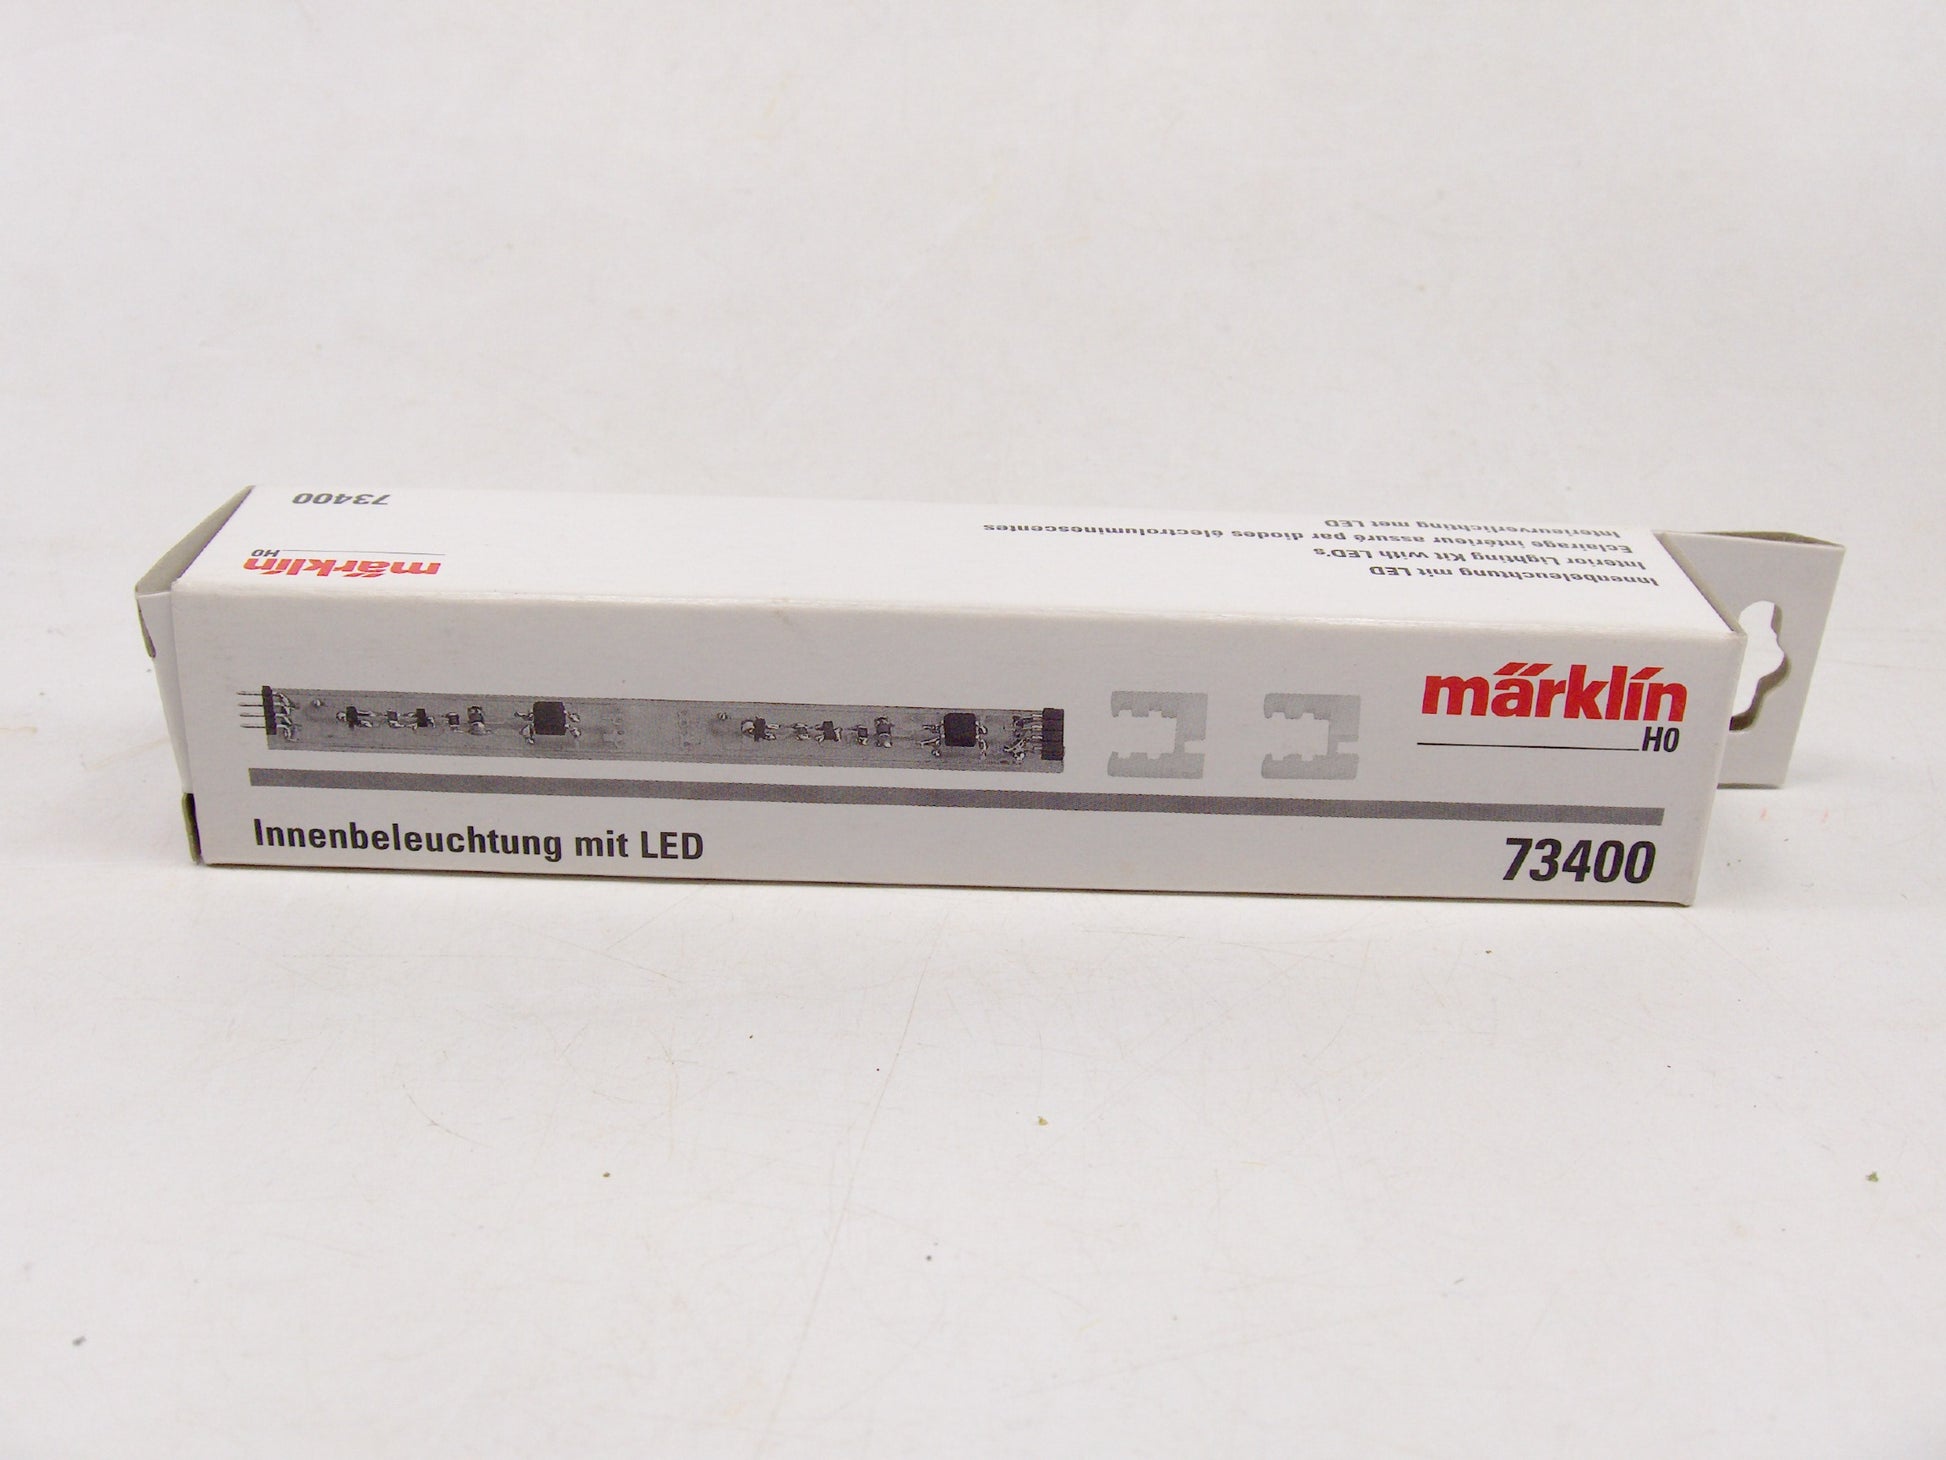 73400
märklin
H0
Innenbeleuchtung mit LED
Interior Lighting Kit with LED's
Eclairage intérieur assuré par diodes électroluminescentes
Interieurverlichting met LED
märklin
H0
Innenbeleuchtung mit LED
73400